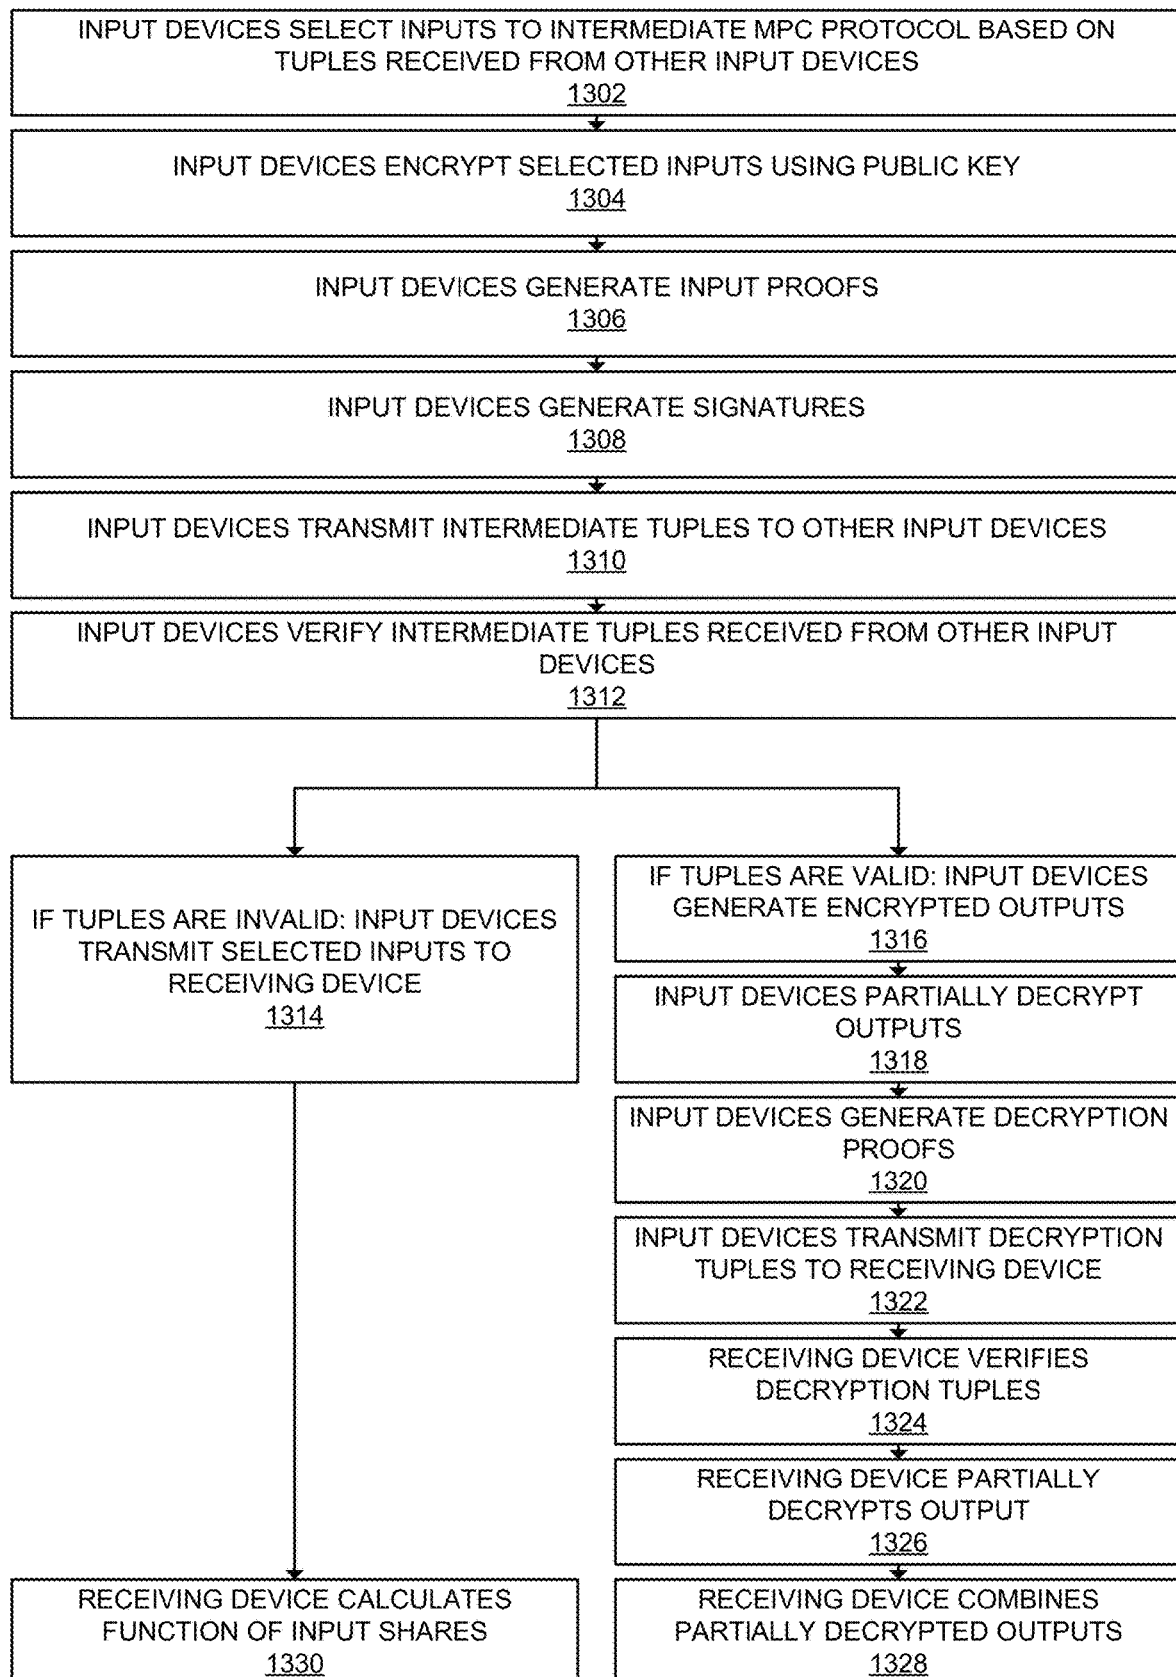 INPUT DEVICES SELECT INPUTS TO INTERMEDIATE MPC PROTOCOL BASED ON
TUPLES RECEIVED FROM OTHER INPUT DEVICES
1302
INPUT DEVICES ENCRYPT SELECTED INPUTS USING PUBLIC KEY
1304
INPUT DEVICES GENERATE INPUT PROOFS
1306
INPUT DEVICES GENERATE SIGNATURES
1308
INPUT DEVICES TRANSMIT INTERMEDIATE TUPLES TO OTHER INPUT DEVICES
1310
INPUT DEVICES VERIFY INTERMEDIATE TUPLES RECEIVED FROM OTHER INPUT
DEVICES
1312
IF TUPLES ARE INVALID: INPUT DEVICES
TRANSMIT SELECTED INPUTS TO
RECEIVING DEVICE
1314
IF TUPLES ARE VALID: INPUT DEVICES
GENERATE ENCRYPTED OUTPUTS
1316
INPUT DEVICES PARTIALLY DECRYPT
OUTPUTS
1318
INPUT DEVICES GENERATE DECRYPTION
PROOFS
1320
INPUT DEVICES TRANSMIT DECRYPTION
TUPLES TO RECEIVING DEVICE
1322
RECEIVING DEVICE VERIFIES
DECRYPTION TUPLES
1324
RECEIVING DEVICE PARTIALLY
DECRYPTS OUTPUT
1326
RECEIVING DEVICE CALCULATES
FUNCTION OF INPUT SHARES
1330
RECEIVING DEVICE COMBINES
PARTIALLY DECRYPTED OUTPUTS
1328